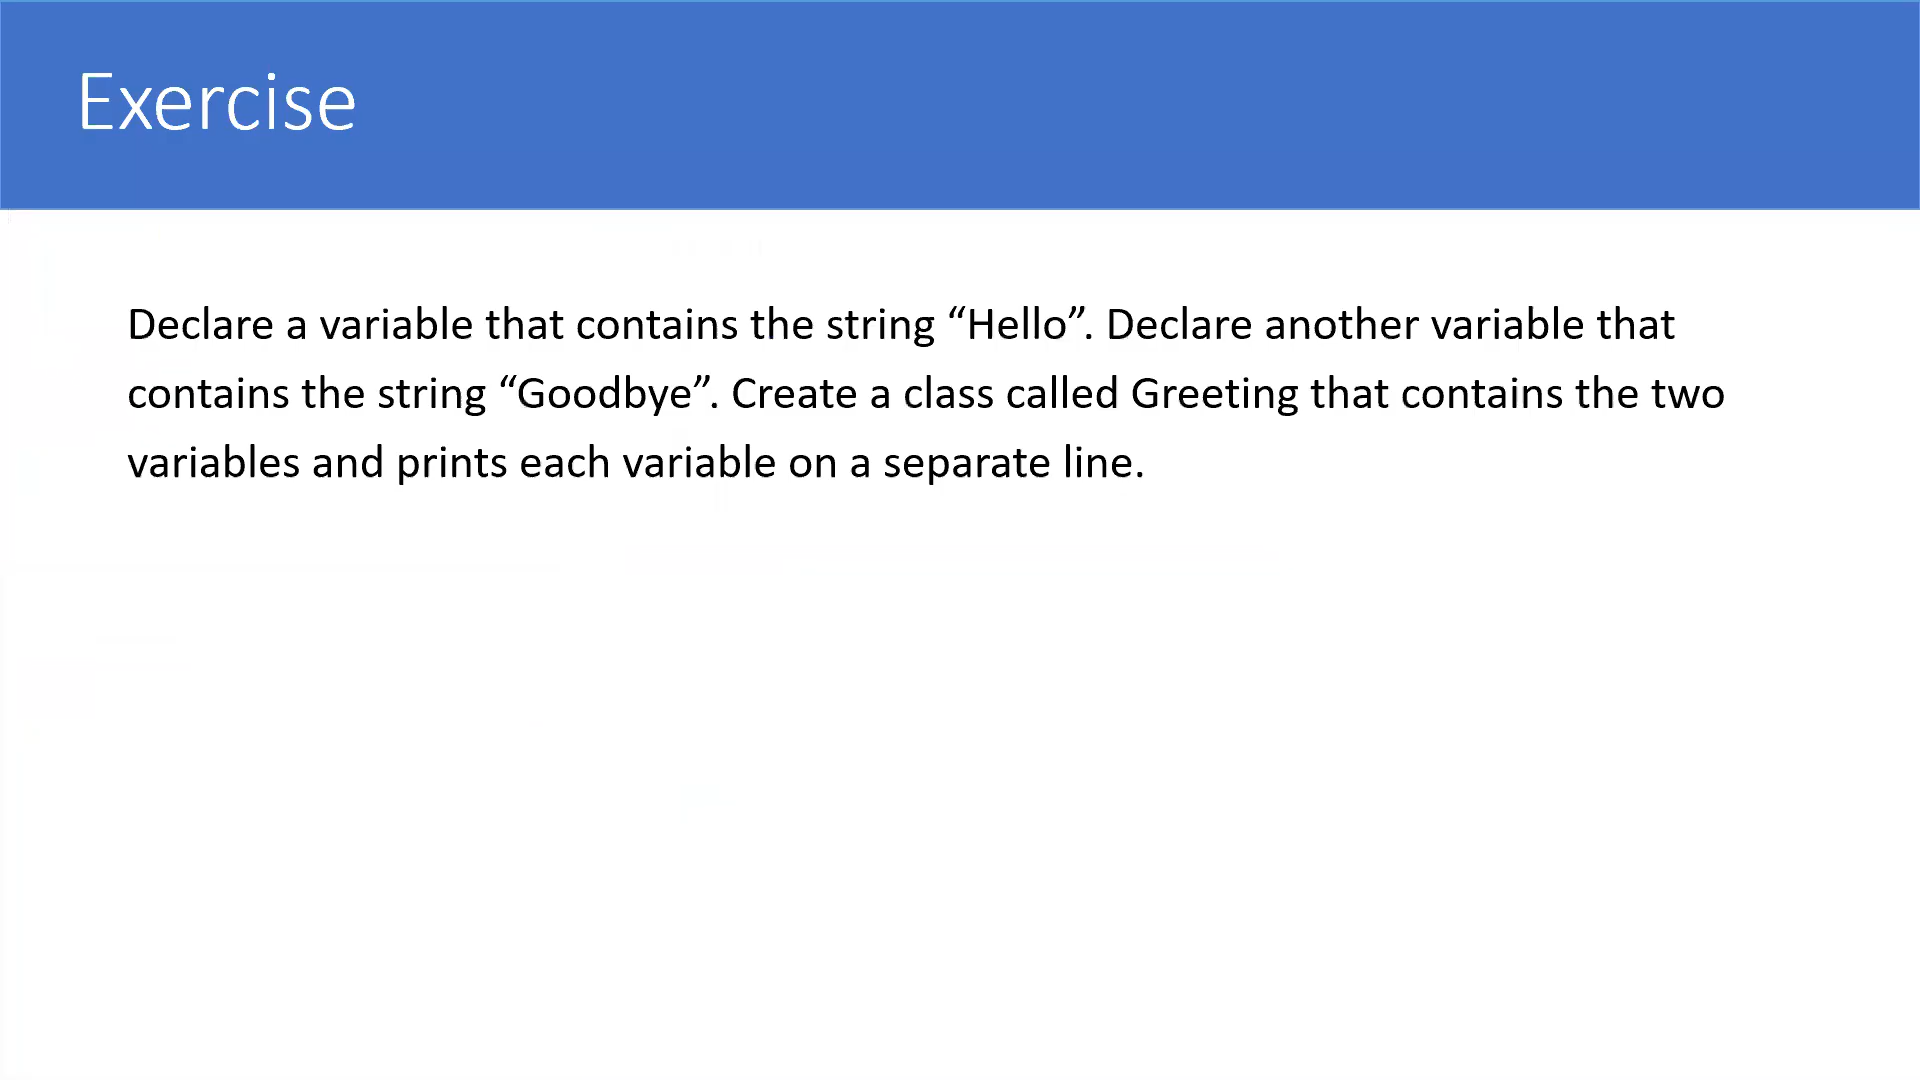 Exercise
Declare a variable that contains the string “Hello”. Declare another variable that
contains the string “Goodbye”. Create a class called Greeting that contains the two
variables and prints each variable on a separate line.